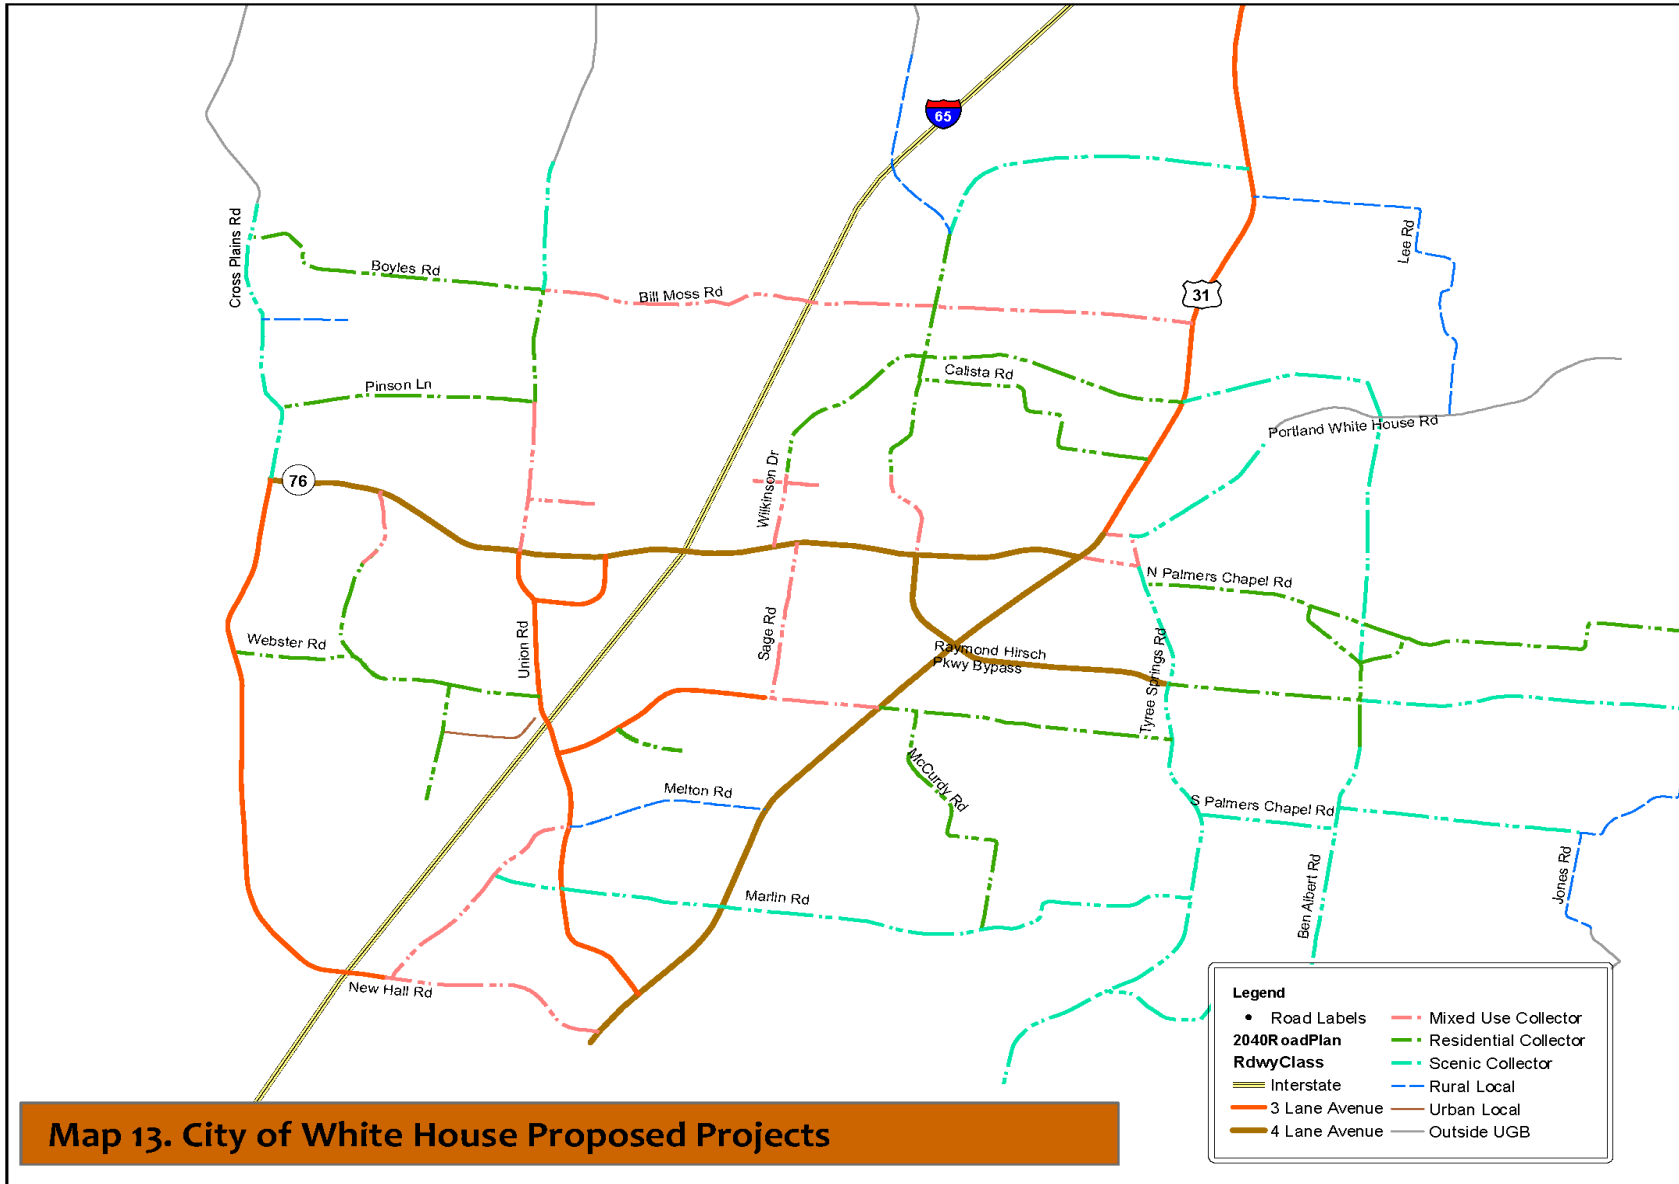 65
Cross Plains Rd
Lee Rd
Boyles Rd
Bill Moss Rd
31
Pinson Ln
Calista Rd
Portland White House Rd
76
Wilkinson Dr
N Palmers Chapel Rd
Webster Rd
Union Rd
Sage Rd
Raymond Hirsch
Pkwy Bypass
Tyree Springs Rd
McCurdy Rd
Melton Rd
S Palmers Chapel Rd
Marlin Rd
Ben Albert Rd
Jones Rd
New Hall Rd
Legend
Road Labels
2040RoadPlan
RdwyClass
Interstate
3 Lane Avenue
4 Lane Avenue
Mixed Use Collector
Residential Collector
Scenic Collector
Rural Local
Urban Local
Outside UGB
Map 13. City of White House Proposed Projects